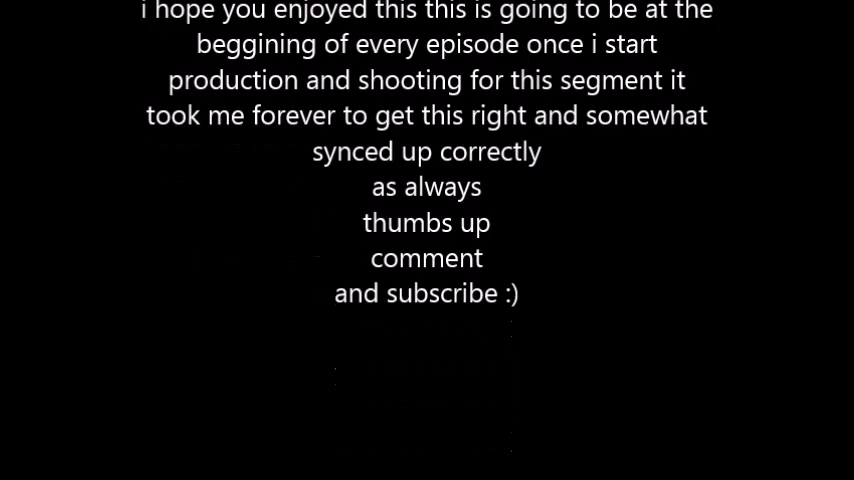 i hope you enjoyed this this is going to be at the
beggining of every episode once i start
production and shooting for this segment it
took me forever to get this right and somewhat
synced up correctly
as always
thumbs up
comment
and subscribe :)